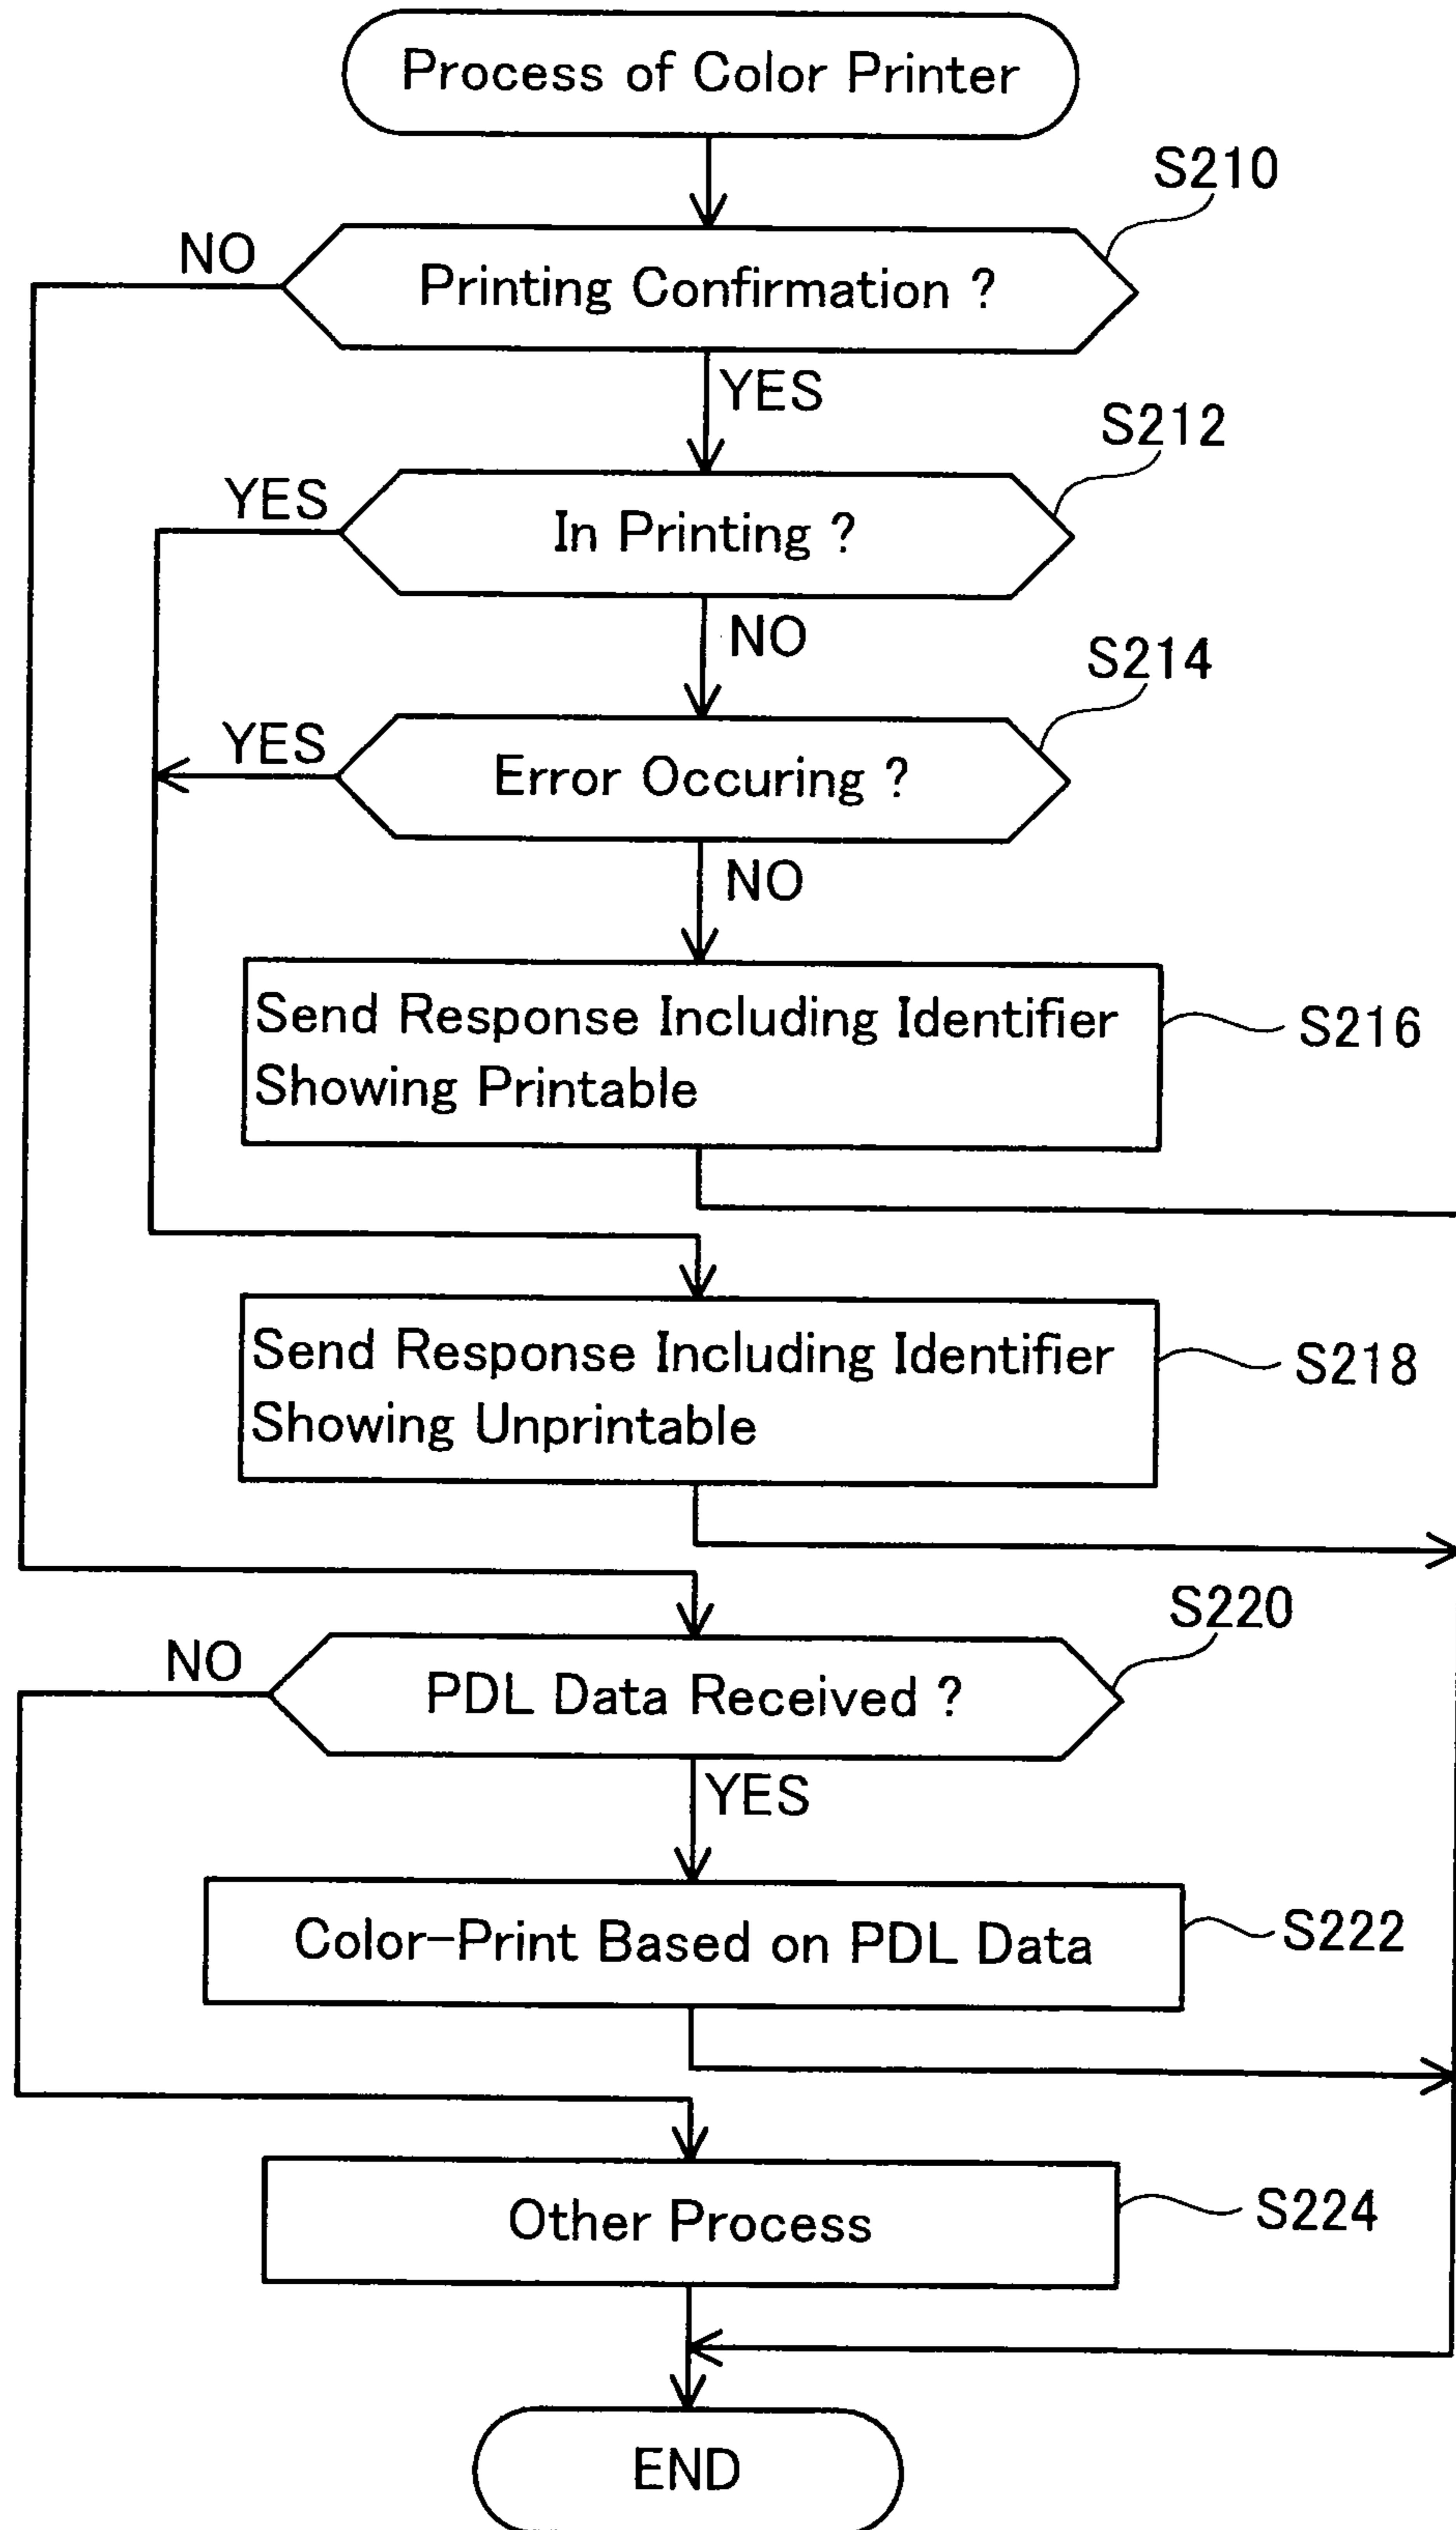 Process of Color Printer
S210
NO
Printing Confirmation ?
YES
S212
YES
In Printing ?
NO
S214
YES
Error Occuring ?
NO
Send Response Including Identifier
Showing Printable
S216
Send Response Including Identifier
Showing Unprintable
S218
S220
NO
PDL Data Received ?
YES
Color-Print Based on PDL Data
S222
Other Process
S224
END